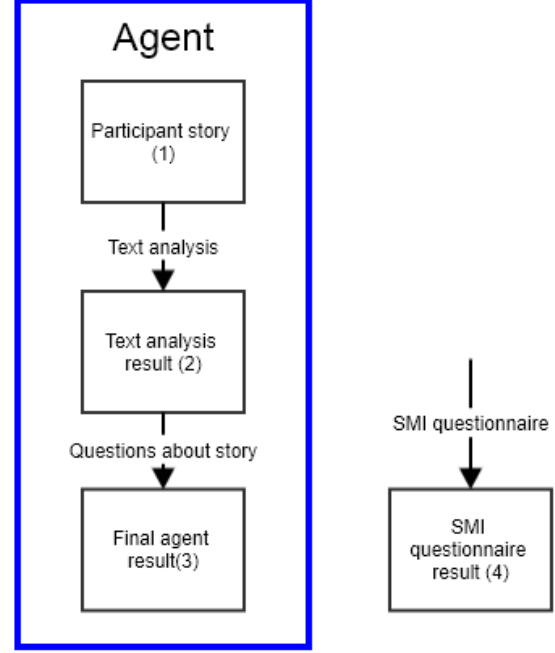 Agent
Participant story
(1)
Text analysis
Text analysis
result (2)
Questions about story
Final agent
result(3)
SMI questionnaire
SMI
questionnaire
result (4)